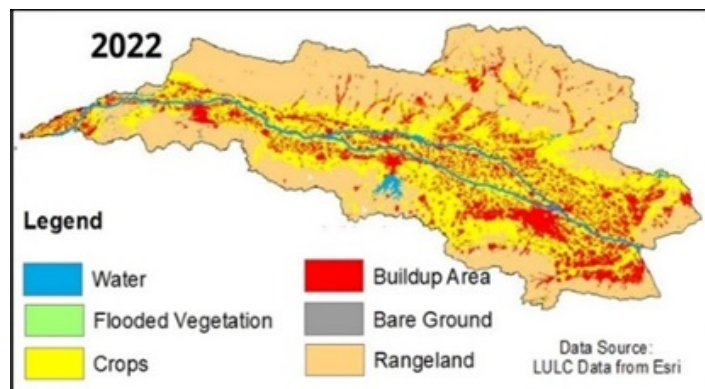 2022
Legend
Water
Flooded Vegetation
Crops
Buildup Area
Bare Ground
Rangeland
Data Source:
LULC Data from Esri